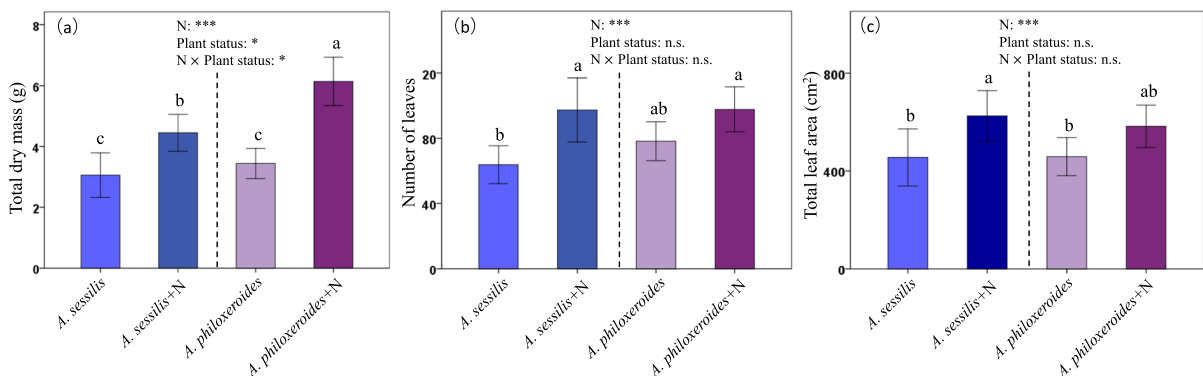 (a)
N: ***
Plant status: *
N × Plant status: *
Total dry mass (g)
8
6
4
2
0
c
b
c
a
A. sessilis
A. sessilis+N
A. philoxeroides
A. philoxeroides+N
(b)
N: ***
Plant status: n.s.
N × Plant status: n.s.
Number of leaves
20
80
40
0
b
a
ab
a
A. sessilis
A. sessilis+N
A. philoxeroides
A. philoxeroides+N
(c)
N: ***
Plant status: n.s.
N × Plant status: n.s.
Total leaf area (cm²)
800
400
0
b
a
b
ab
A. sessilis
A. sessilis+N
A. philoxeroides
A. philoxeroides+N